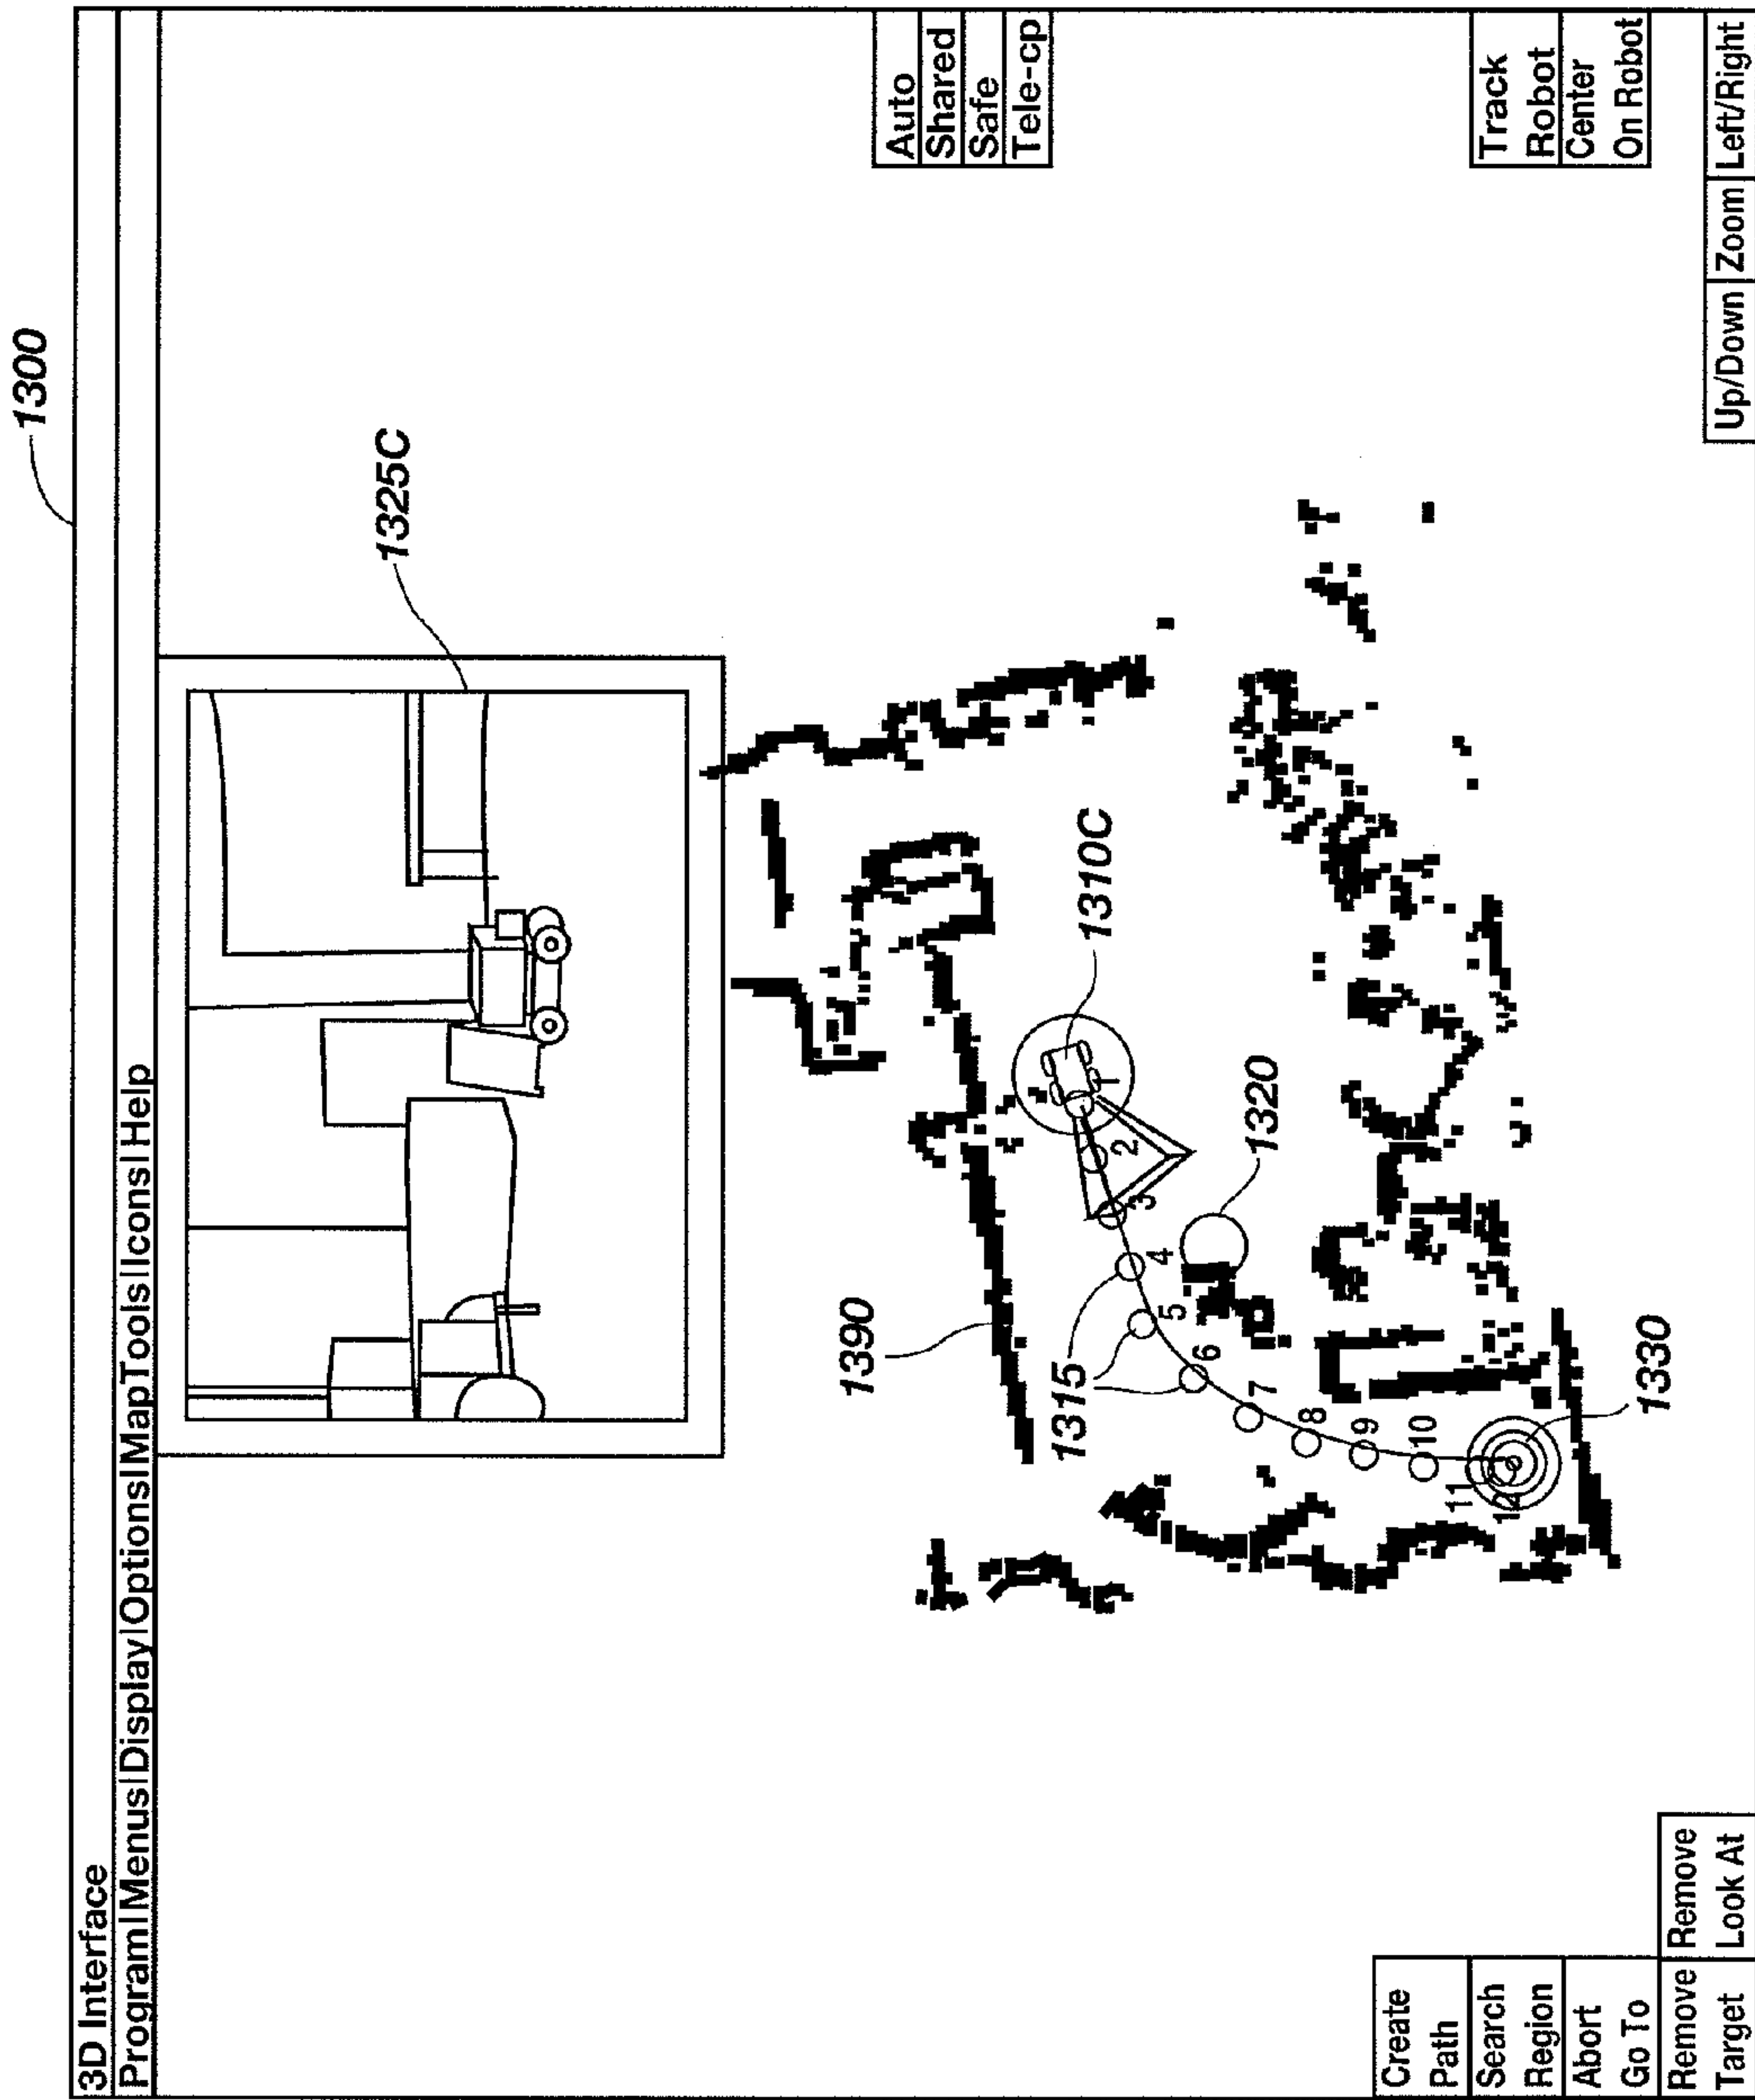 1300
3D Interface
Program|Menus|Display|Options|MapTools|Icons|Help
1325C
Auto
Shared
Safe
Tele-cp
1390
1310C
1315
1320
1
2
3
4
5
6
7
8
9
10
11
12
1330
Create
Path
Search
Region
Abort
Go To
Remove
Target
Remove
Look At
Track
Robot
Center
On Robot
Up/Down|Zoom|Left/Right